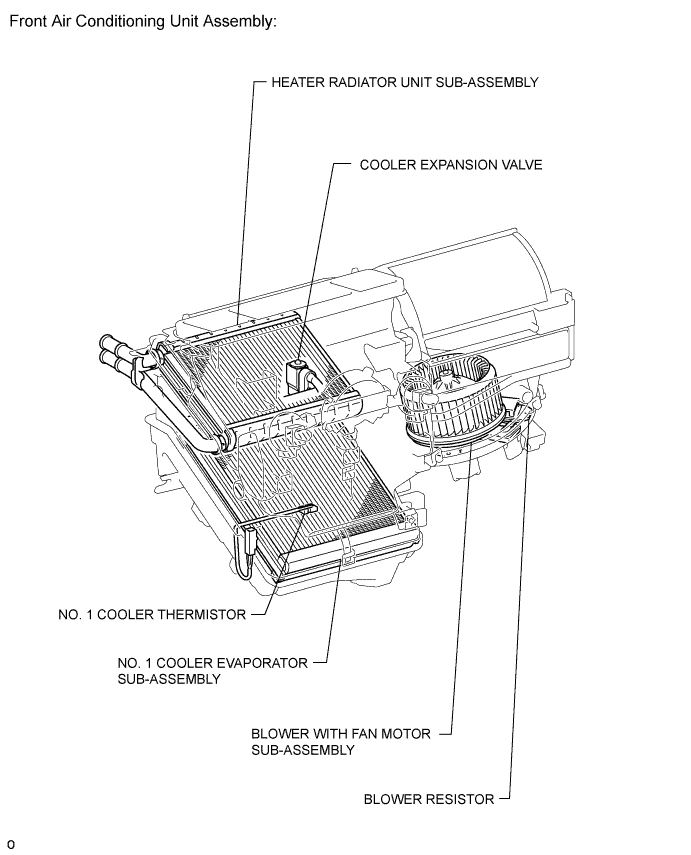 Front Air Conditioning Unit Assembly:
HEATER RADIATOR UNIT SUB-ASSEMBLY
COOLER EXPANSION VALVE
NO. 1 COOLER THERMISTOR
NO. 1 COOLER EVAPORATOR
SUB-ASSEMBLY
BLOWER WITH FAN MOTOR
SUB-ASSEMBLY
BLOWER RESISTOR
O